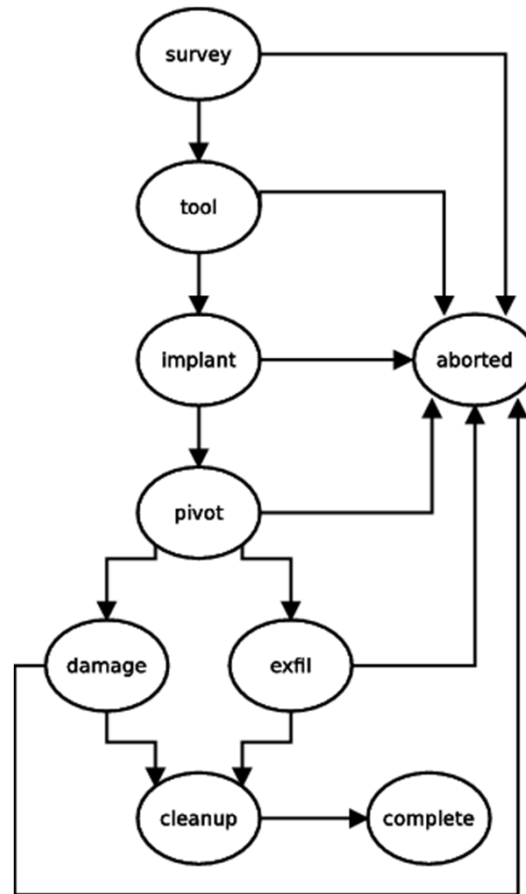 survey
tool
implant
aborted
pivot
damage
exfil
cleanup
complete